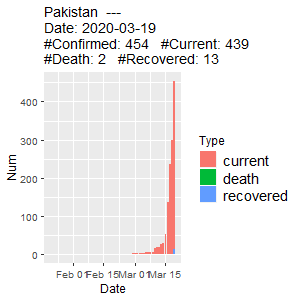 Pakistan ---
Date: 2020-03-19
#Confirmed: 454 #Current: 439
#Death: 2 #Recovered: 13
400
300
200
100
0
Num
Feb 01 Feb 15 Mar 01 Mar 15
Date
Type
current
death
recovered